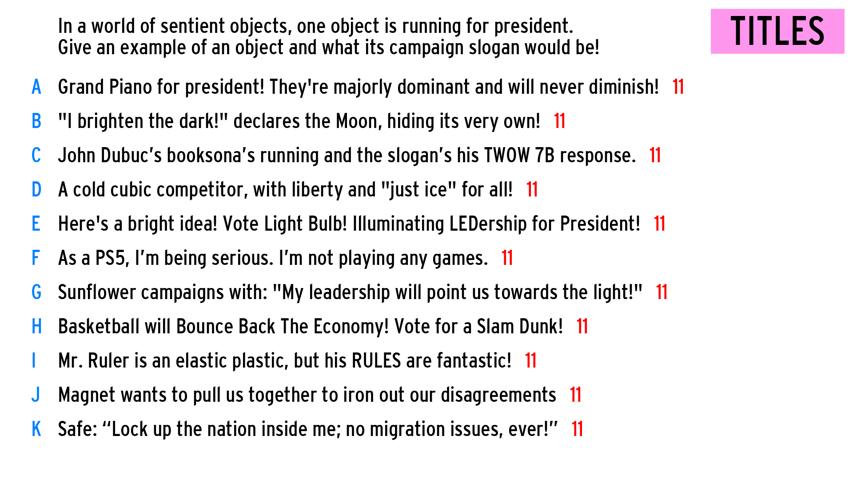 In a world of sentient objects, one object is running for president.
Give an example of an object and what its campaign slogan would be!
TITLES
A Grand Piano for president! They're majorly dominant and will never diminish! 11
B "I brighten the dark!" declares the Moon, hiding its very own! 11
C John Dubuc’s booksona’s running and the slogan’s his TWOW 7B response. 11
D A cold cubic competitor, with liberty and "just ice" for all! 11
E Here's a bright idea! Vote Light Bulb! Illuminating LEDership for President! 11
F As a PS5, I’m being serious. I’m not playing any games. 11
G Sunflower campaigns with: "My leadership will point us towards the light!" 11
H Basketball will Bounce Back The Economy! Vote for a Slam Dunk! 11
I Mr. Ruler is an elastic plastic, but his RULES are fantastic! 11
J Magnet wants to pull us together to iron out our disagreements 11
K Safe: “Lock up the nation inside me; no migration issues, ever!” 11